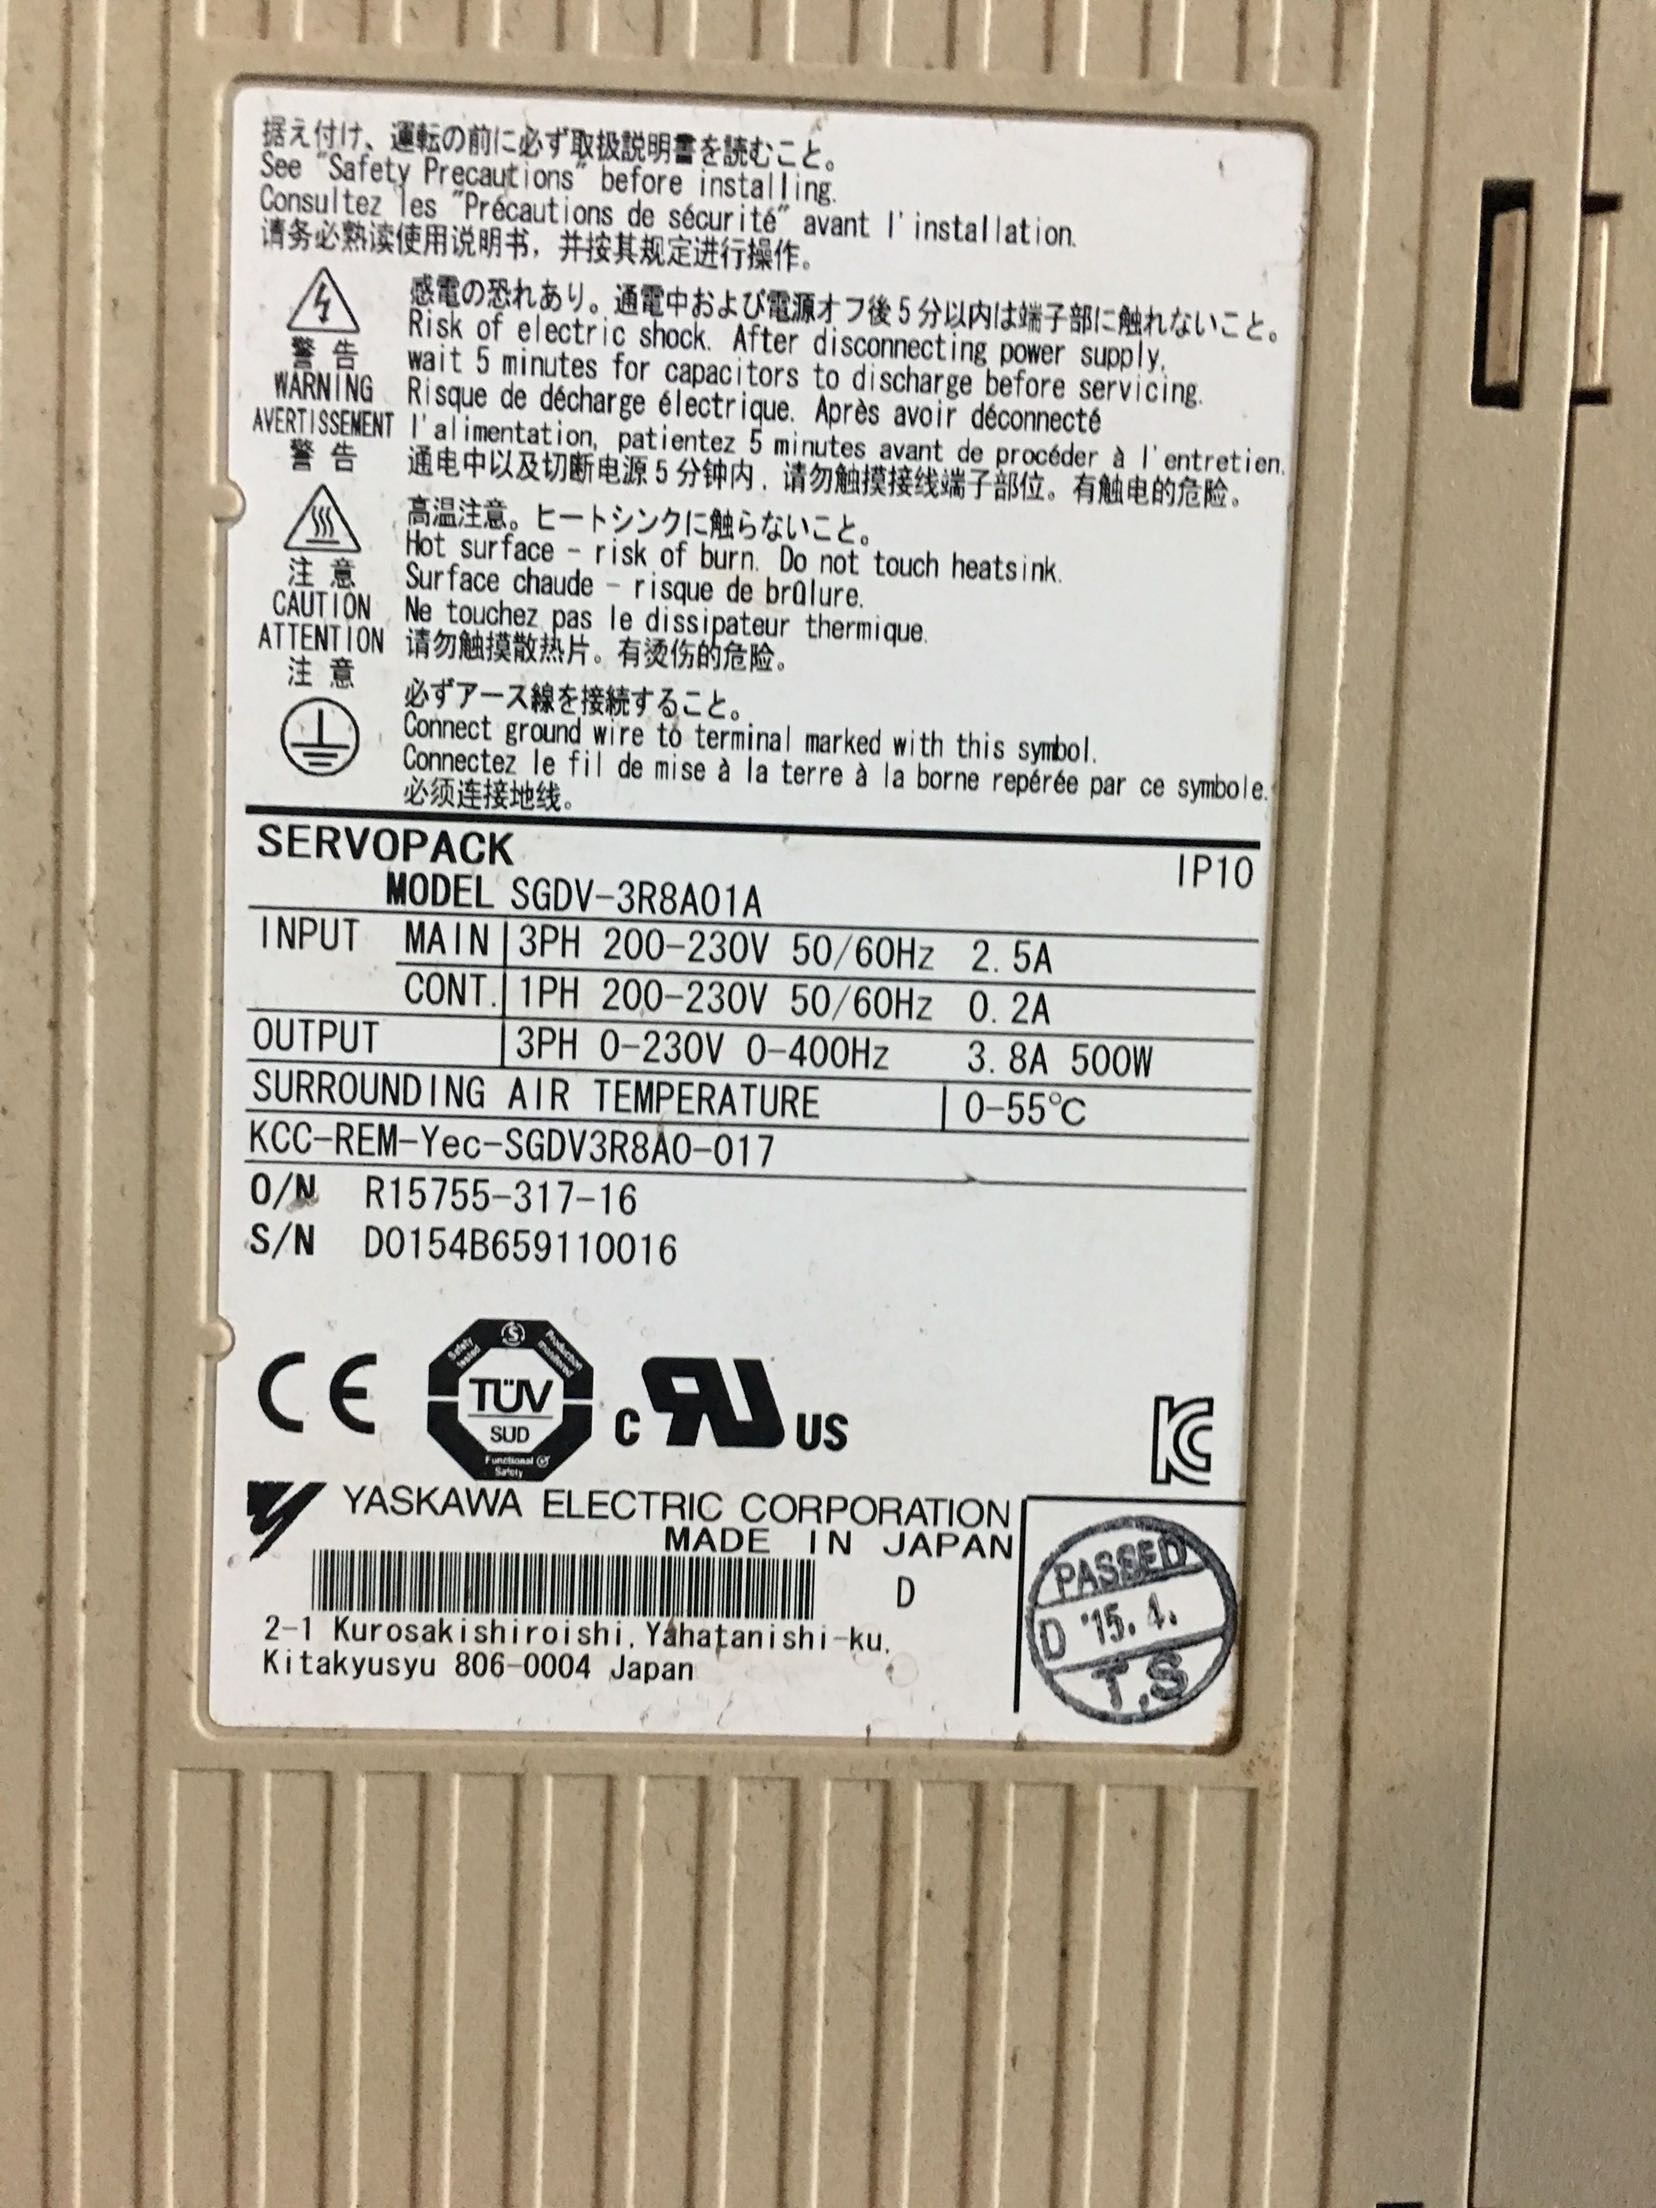 据え付け、運転の前に必ず取扱説明書を読むこと。
See "Safety Precautions" before installing.
Consultez les "Précautions de sécurité" avant l'installation.
请务必熟读使用说明书，并按其规定进行操作。
感電の恐れあり。通電中および電源オフ後5分以内は端子部に触れないこと。
Risk of electric shock. After disconnecting power supply,
wait 5 minutes for capacitors to discharge before servicing.
Risque de décharge électrique. Après avoir déconnecté
l'alimentation, patientez 5 minutes avant de procéder à l'entretien.
通电中以及切断电源5分钟内，请勿触摸接线端子部位。有触电的危险。
警告
WARNING
AVERTISSEMENT
警告
高温注意。ヒートシンクに触らないこと。
Hot surface - risk of burn. Do not touch heatsink.
Surface chaude - risque de brûlure.
Ne touchez pas le dissipateur thermique.
请勿触摸散热片。有烫伤的危险。
注意
CAUTION
ATTENTION
注意
必ずアース線を接続すること。
Connect ground wire to terminal marked with this symbol.
Connectez le fil de mise à la terre à la borne repérée par ce symbole.
必须连接地线。
SERVOPACK
IP10
MODEL SGDV-3R8A01A
INPUT MAIN 3PH 200-230V 50/60Hz 2.5A
CONT. 1PH 200-230V 50/60Hz 0.2A
OUTPUT 3PH 0-230V 0-400Hz 3.8A 500W
SURROUNDING AIR TEMPERATURE 0-55℃
KCC-REM-Yec-SGDV3R8A0-017
O/N R15755-317-16
S/N D0154B659110016
CE
Safety tested
Production monitored
TÜV
SÜD
Functional
Safety
C RU US
KC
YASKAWA ELECTRIC CORPORATION
MADE IN JAPAN
D
2-1 Kurosakishiroishi, Yahatanishi-ku,
Kitakyusyu 806-0004 Japan
PASSED
D '15.4.
T.S